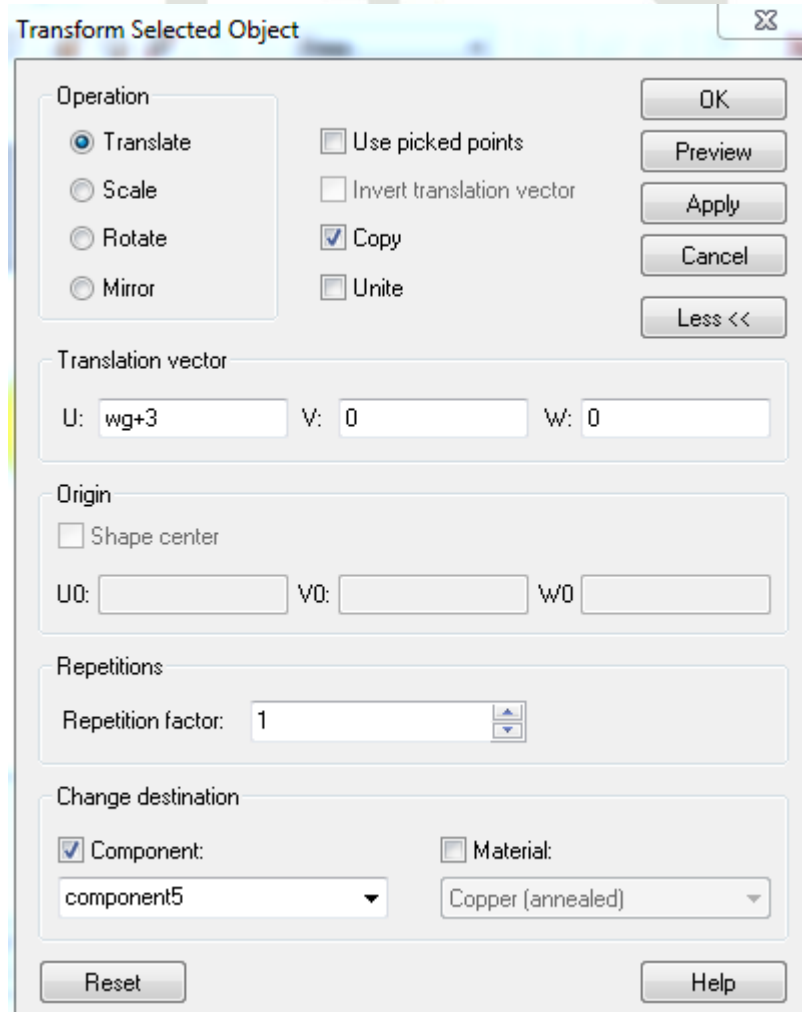 Transform Selected Object
Operation
Translate
Scale
Rotate
Mirror
Use picked points
Invert translation vector
Copy
Unite
OK
Preview
Apply
Cancel
Less <<
Translation vector
U: wg+3 V: 0 W: 0
Origin
Shape center
U0: V0: W0
Repetitions
Repetition factor: 1
Change destination
Component: Material:
component5 Copper (annealed)
Reset Help